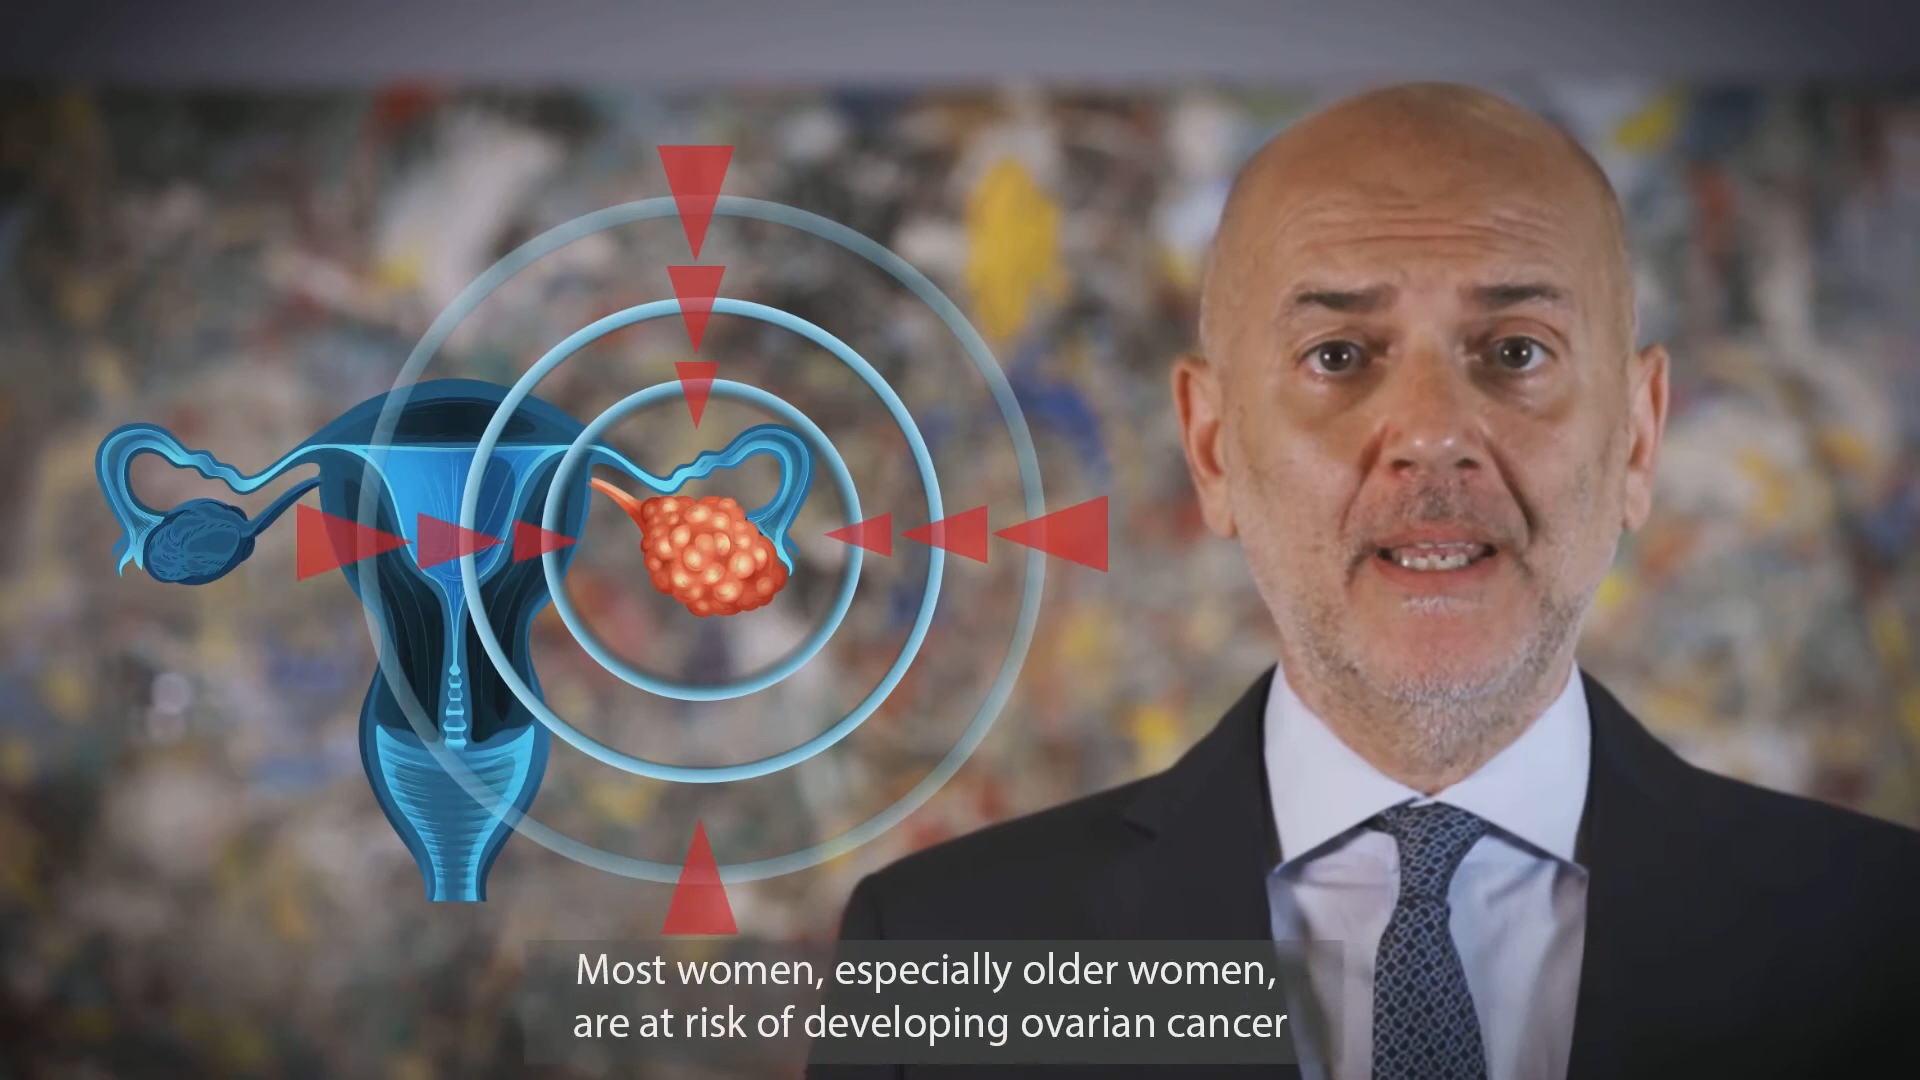 Most women, especially older women,
are at risk of developing ovarian cancer